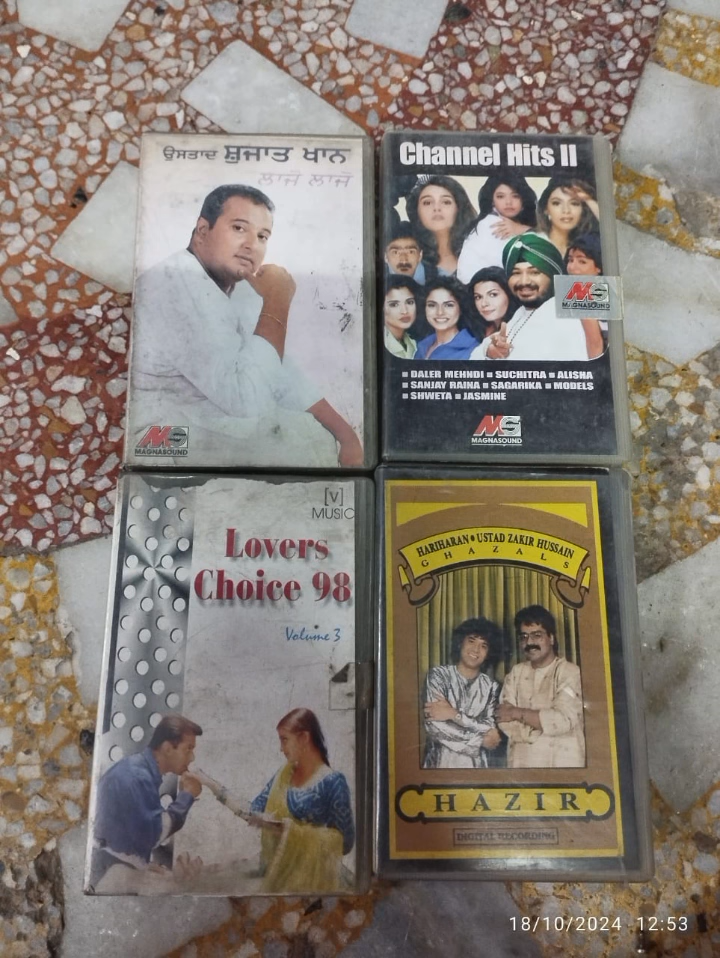 ਉਸਤਾਦ ਸ਼ੁਜਾਤ ਖਾਨ
ਲਾਜੋ ਲਾਜੋ
MS
MAGNASOUND
Channel Hits II
MS
MAGNASOUND
▪ DALER MEHNDI ▪ SUCHITRA ▪ ALISHA
▪ SANJAY RAINA ▪ SAGARIKA ▪ MODELS
▪ SHWETA ▪ JASMINE
MS
MAGNASOUND
[V]
MUSIC
Lovers
Choice 98
Volume 3
HARIHARAN • USTAD ZAKIR HUSSAIN
GHAZALS
HAZIR
DIGITAL RECORDING
18/10/2024 12:53